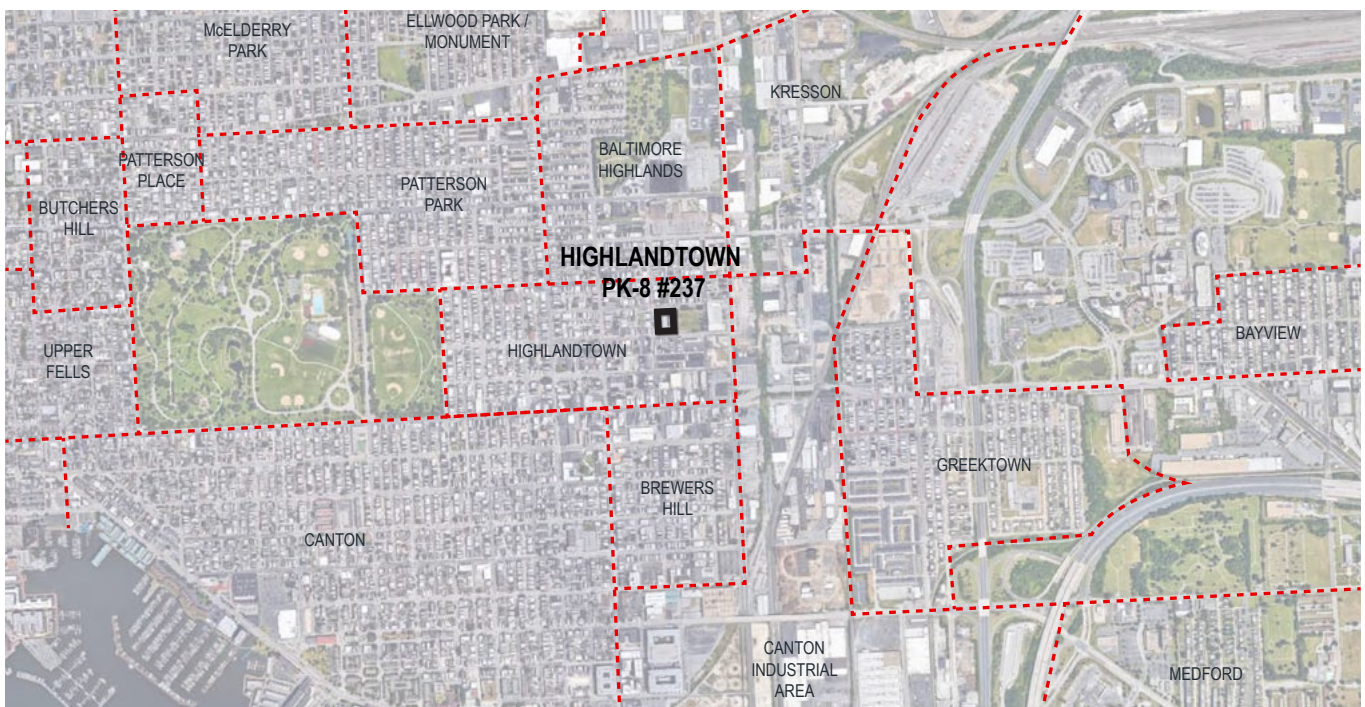 McELDERRY
PARK
ELLWOOD PARK /
MONUMENT
KRESSON
PATTERSON
PLACE
BALTIMORE
HIGHLANDS
PATTERSON
PARK
BUTCHERS
HILL
HIGHLANDTOWN
PK-8 #237
UPPER
FELLS
HIGHLANDTOWN
BAYVIEW
GREEKTOWN
BREWERS
HILL
CANTON
CANTON
INDUSTRIAL
AREA
MEDFORD